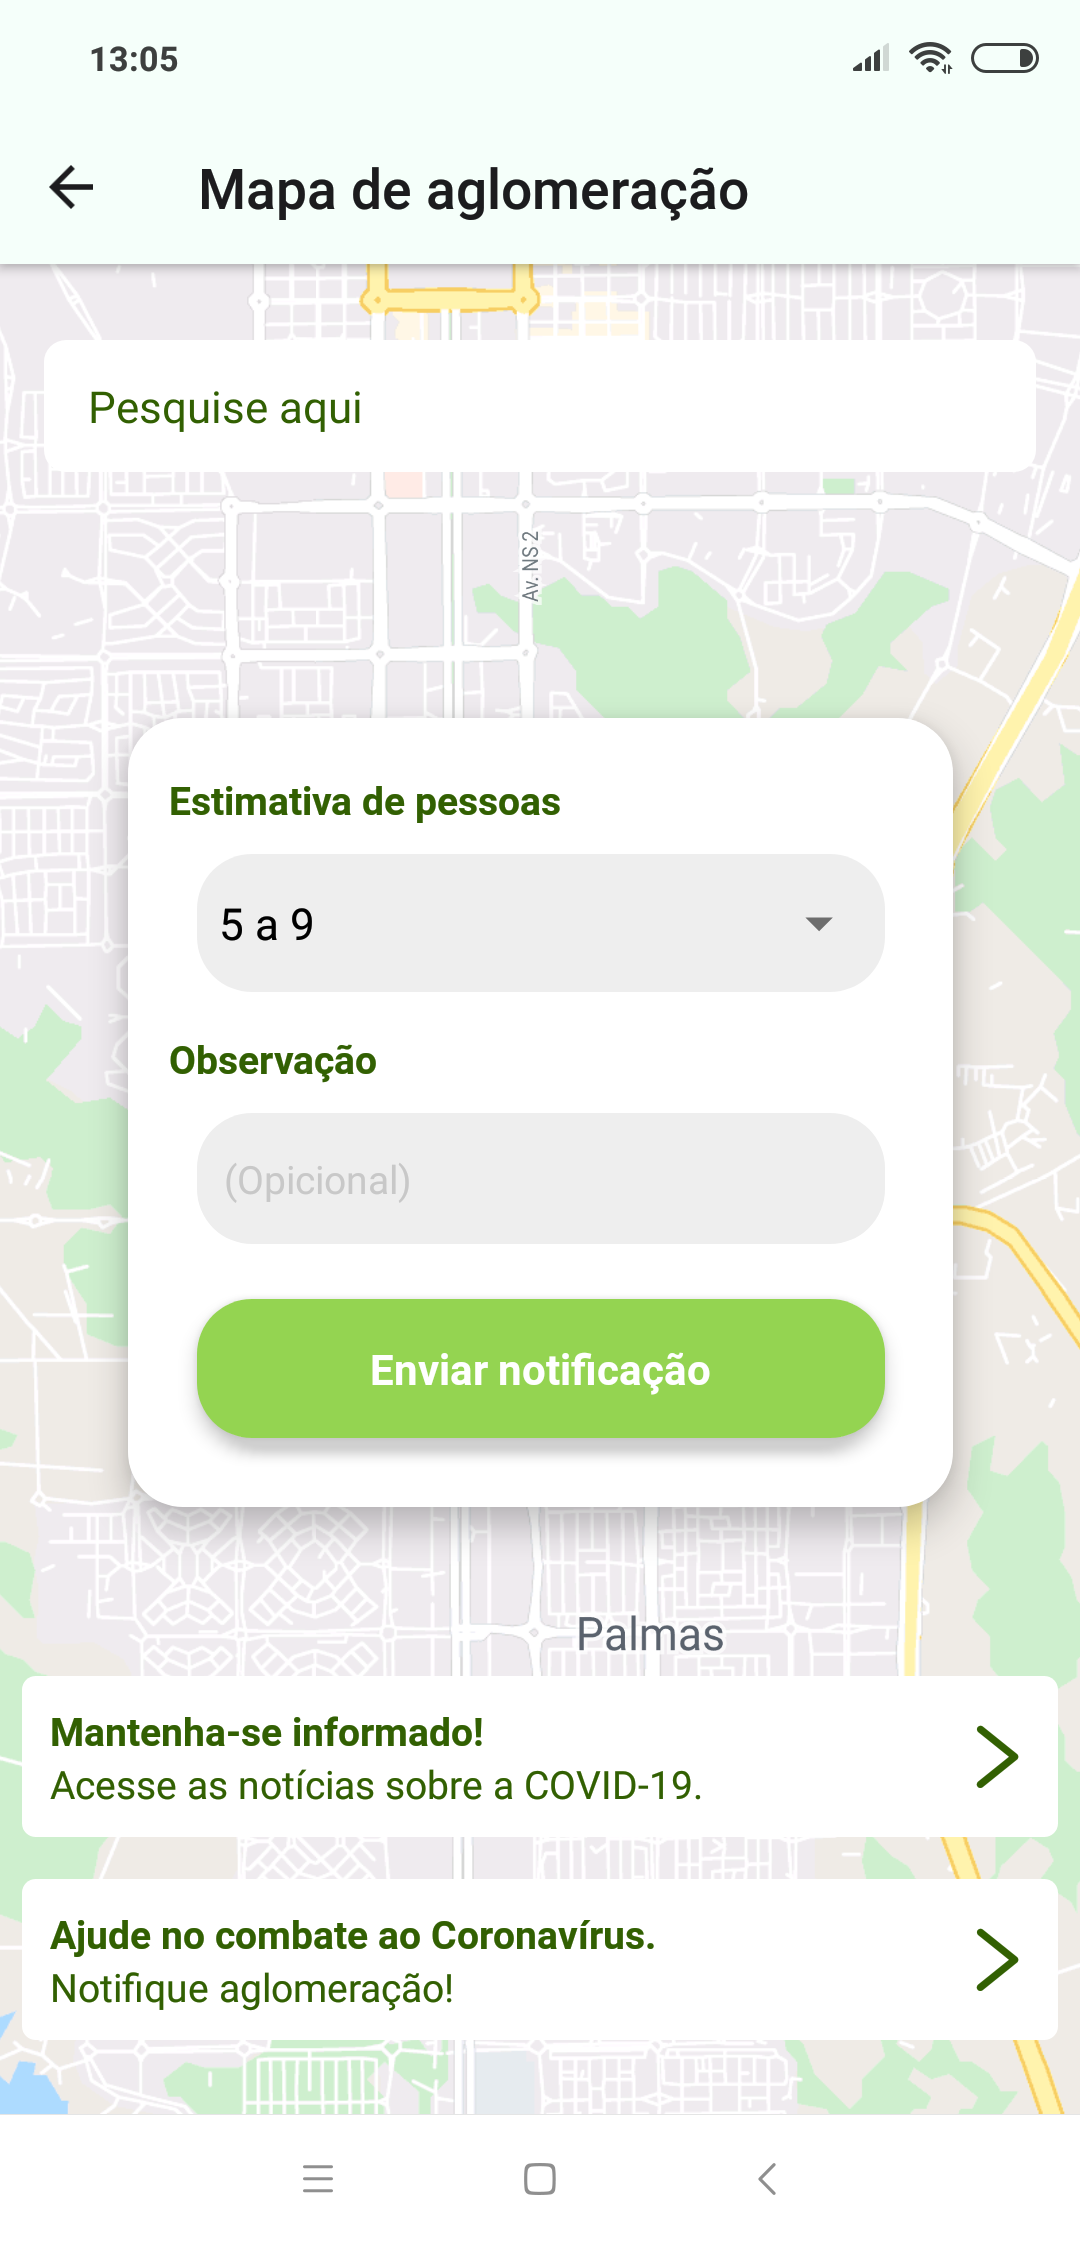 13:05
Mapa de aglomeração
Pesquise aqui
Av. NS 2
Estimativa de pessoas
5 a 9
Observação
(Opicional)
Enviar notificação
Palmas
Mantenha-se informado!
Acesse as notícias sobre a COVID-19.
Ajude no combate ao Coronavírus.
Notifique aglomeração!